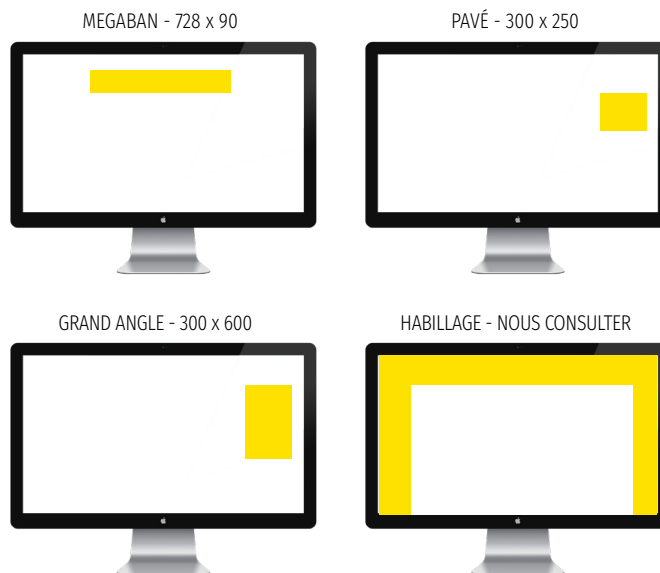 MEGABAN - 728 x 90
PAVÉ - 300 x 250
GRAND ANGLE - 300 x 600
HABILLAGE - NOUS CONSULTER